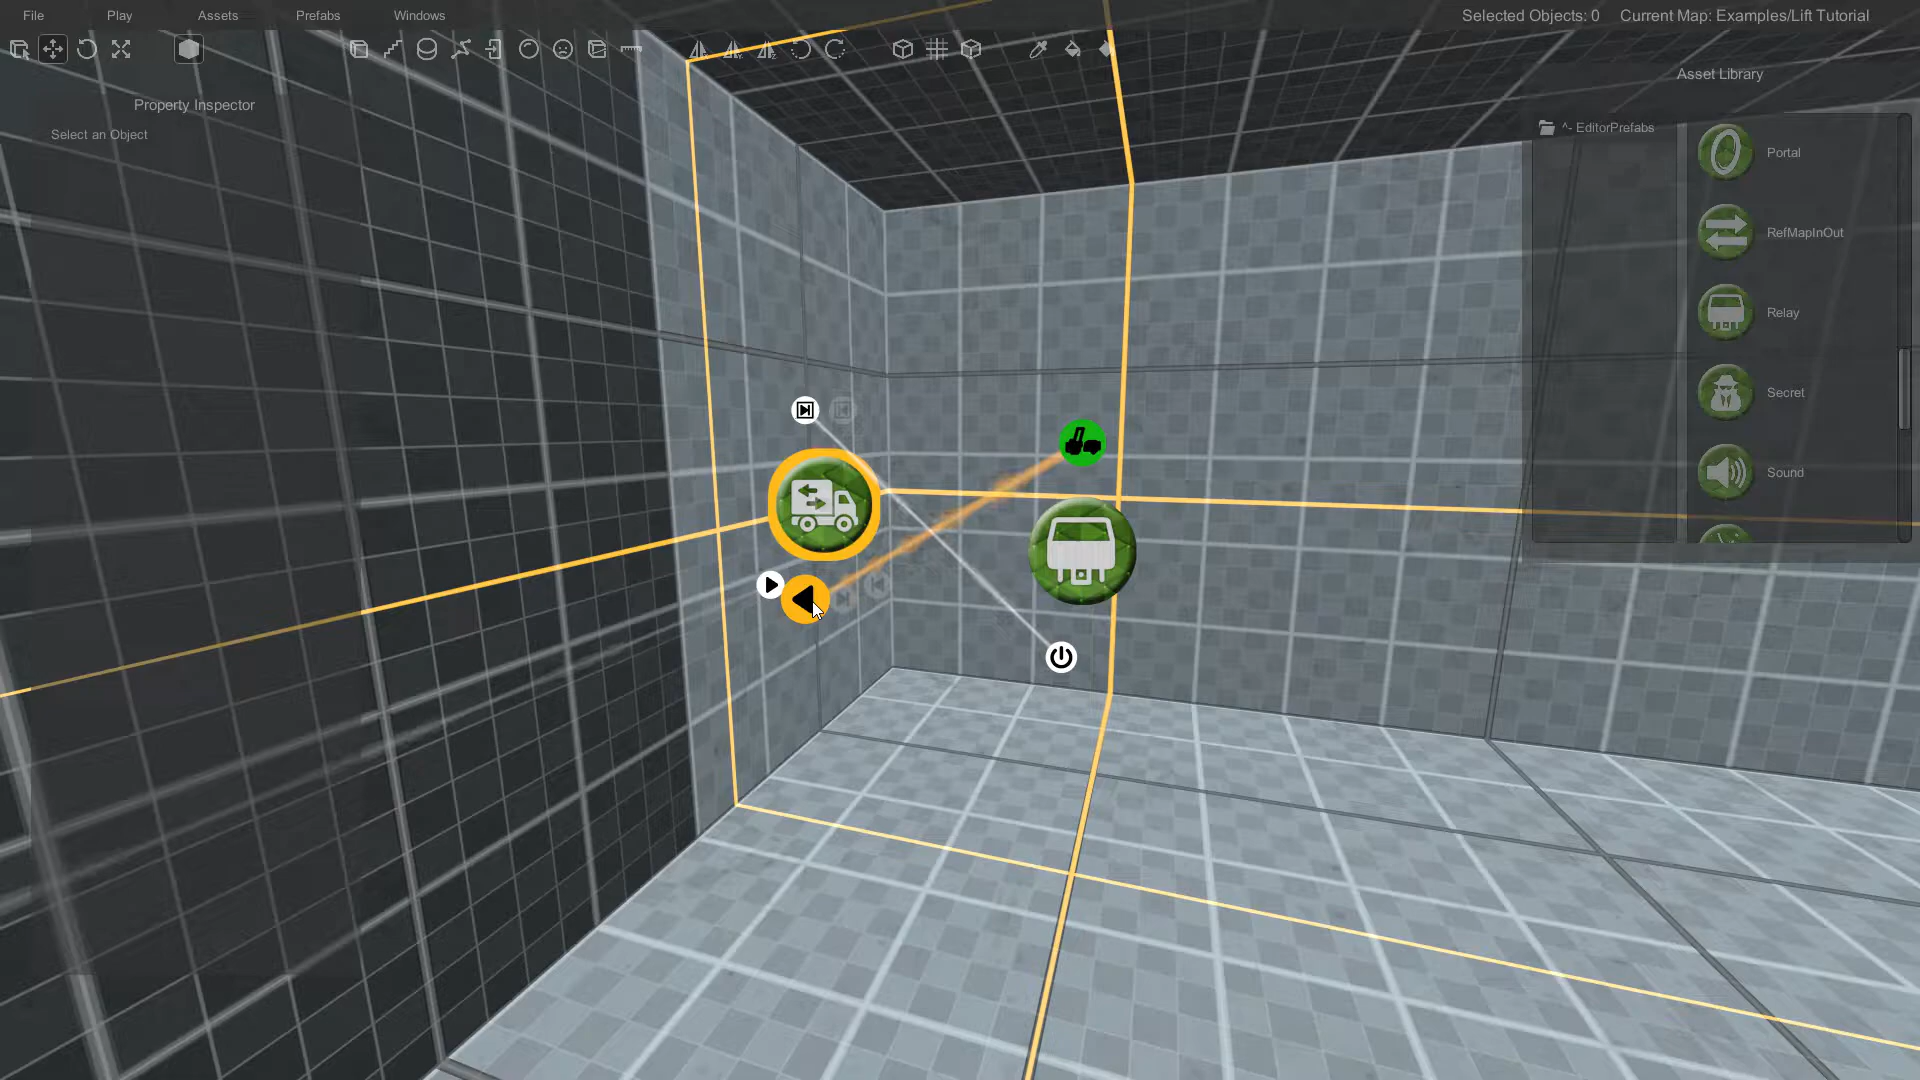 File Play Assets Prefabs Windows
Selected Objects: 0 Current Map: Examples/Lift Tutorial
Property Inspector
Select an Object
Asset Library
^- EditorPrefabs
Portal
RefMapInOut
Relay
Secret
Sound